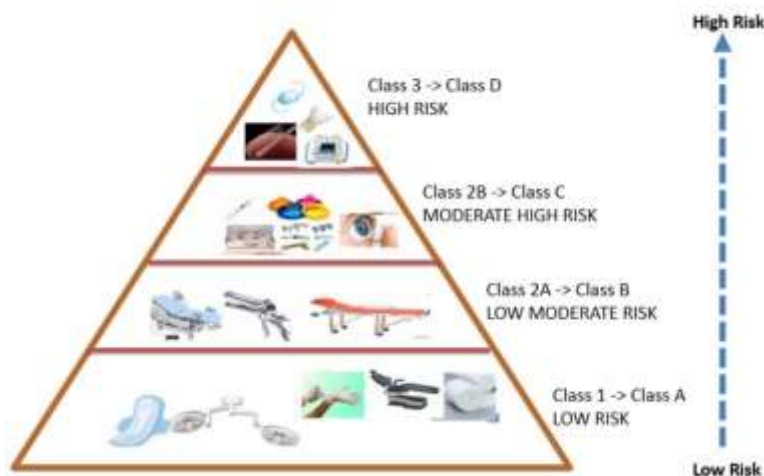 High Risk
Class 3 -> Class D
HIGH RISK
Class 2B -> Class C
MODERATE HIGH RISK
Class 2A -> Class B
LOW MODERATE RISK
Class 1 -> Class A
LOW RISK
Low Risk